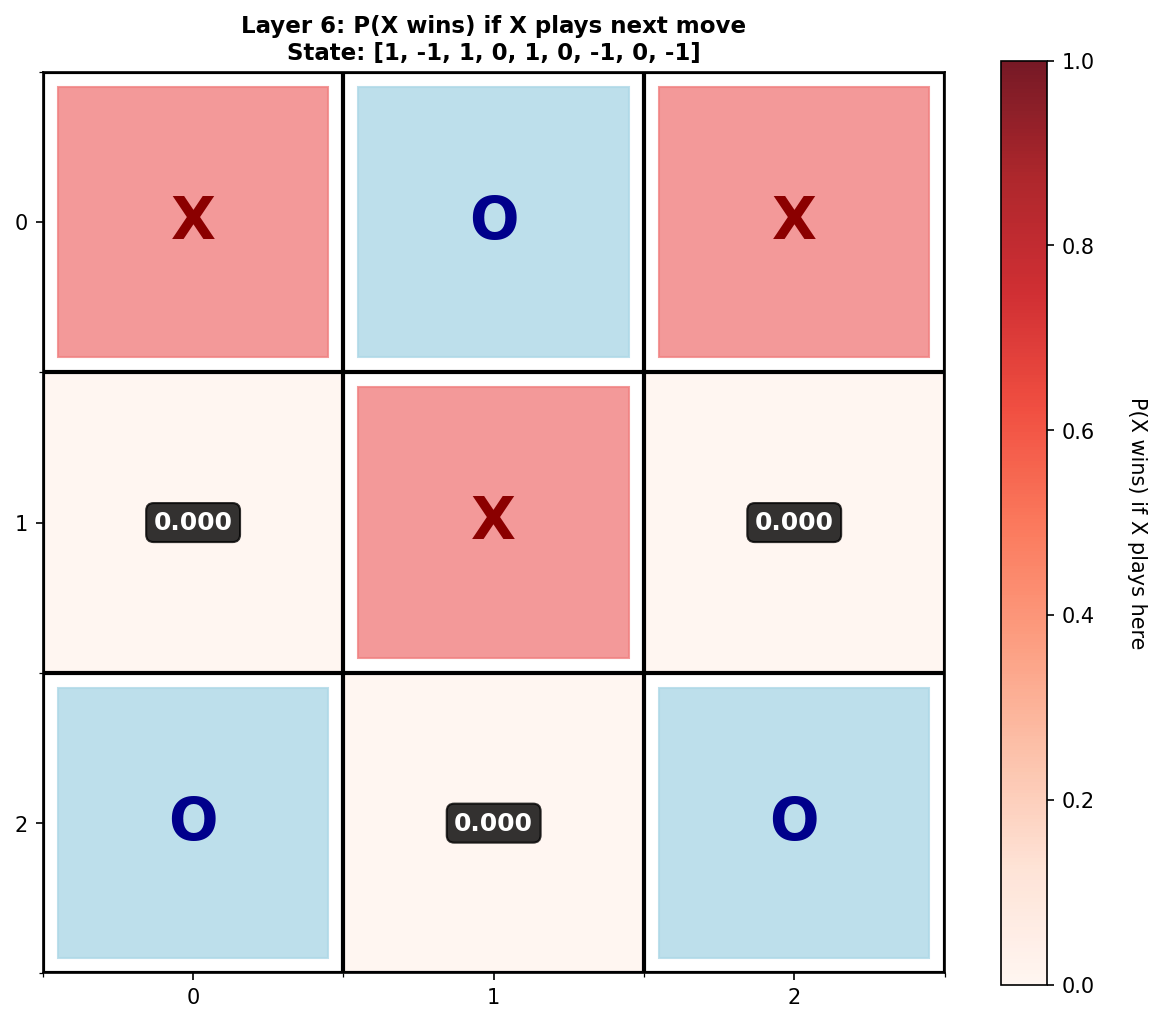 Layer 6: P(X wins) if X plays next move
State: [1, -1, 1, 0, 1, 0, -1, 0, -1]
0
X
O
X
1
0.000
X
0.000
2
O
0.000
O
0
1
2
1.0
0.8
0.6
0.4
0.2
0.0
P(X wins) if X plays here